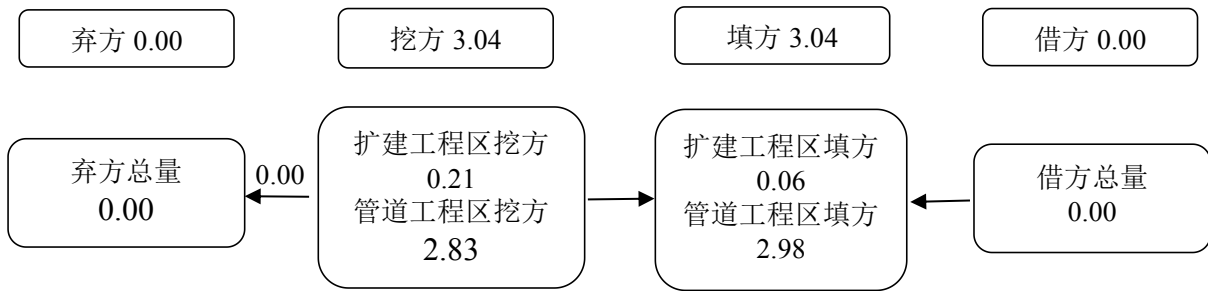 弃方 0.00
挖方 3.04
填方 3.04
借方 0.00
弃方总量
0.00
0.00
扩建工程区挖方
0.21
管道工程区挖方
2.83
扩建工程区填方
0.06
管道工程区填方
2.98
借方总量
0.00